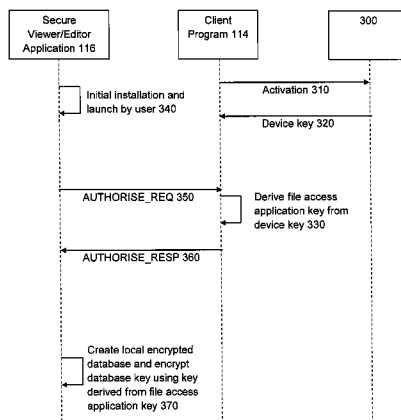 Secure
Viewer/Editor
Application 116
Client
Program 114
300
Initial installation and
launch by user 340
Activation 310
Device key 320
AUTHORISE_REQ 350
Derive file access
application key from
device key 330
AUTHORISE_RESP 360
Create local encrypted
database and encrypt
database key using key
derived from file access
application key 370